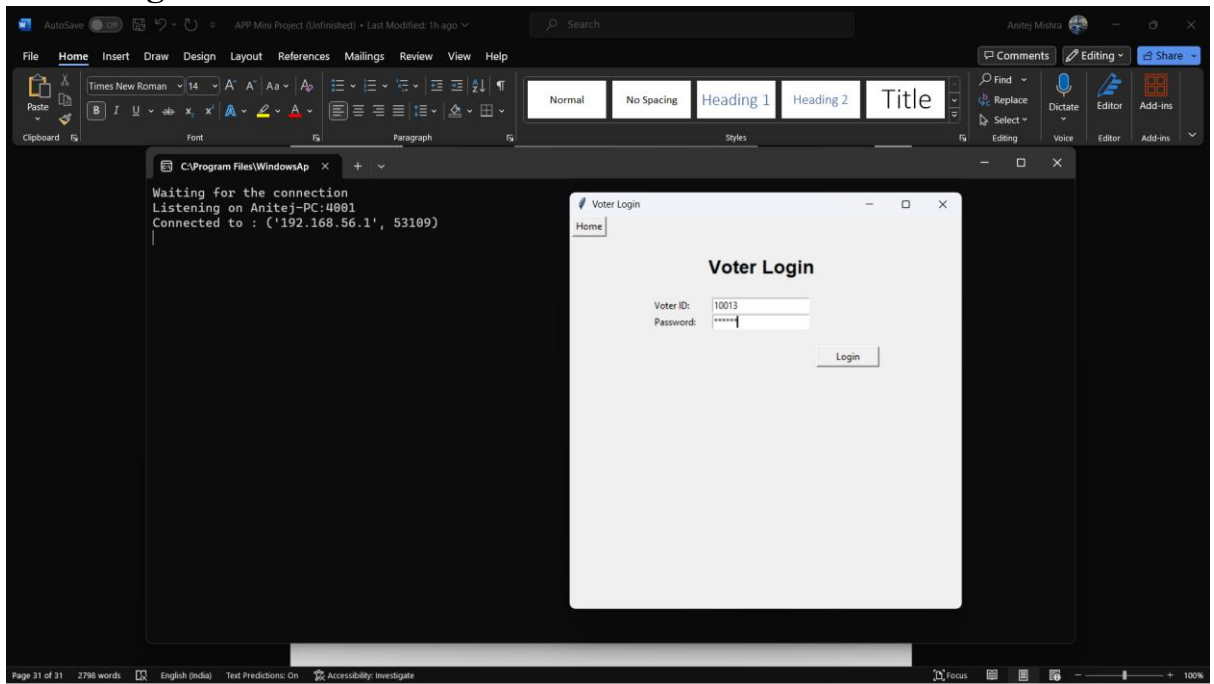 AutoSave Off APP Mini Project (Unfinished) • Last Modified: 1h ago Search Anitej Mishra
File Home Insert Draw Design Layout References Mailings Review View Help Comments Editing Share
Paste Times New Roman 14 A A Aa A Normal No Spacing Heading 1 Heading 2 Title Find Replace Select Dictate Editor Add-ins
B I U ab x x A A
Clipboard Font Paragraph Styles Editing Voice Editor Add-ins
C:\Program Files\WindowsAp
Waiting for the connection
Listening on Anitej-PC:4001
Connected to : ('192.168.56.1', 53109)
Voter Login
Home
Voter Login
Voter ID: 10013
Password: ******
Login
Page 31 of 31 2798 words English (India) Text Predictions: On Accessibility: Investigate Focus 100%